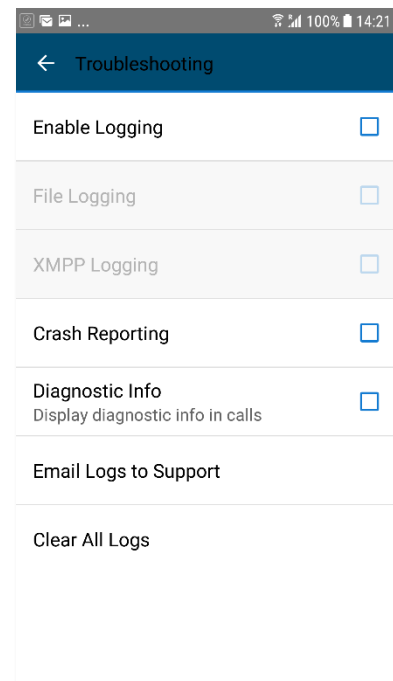 ... 100% 14:21
Troubleshooting
Enable Logging
File Logging
XMPP Logging
Crash Reporting
Diagnostic Info
Display diagnostic info in calls
Email Logs to Support
Clear All Logs